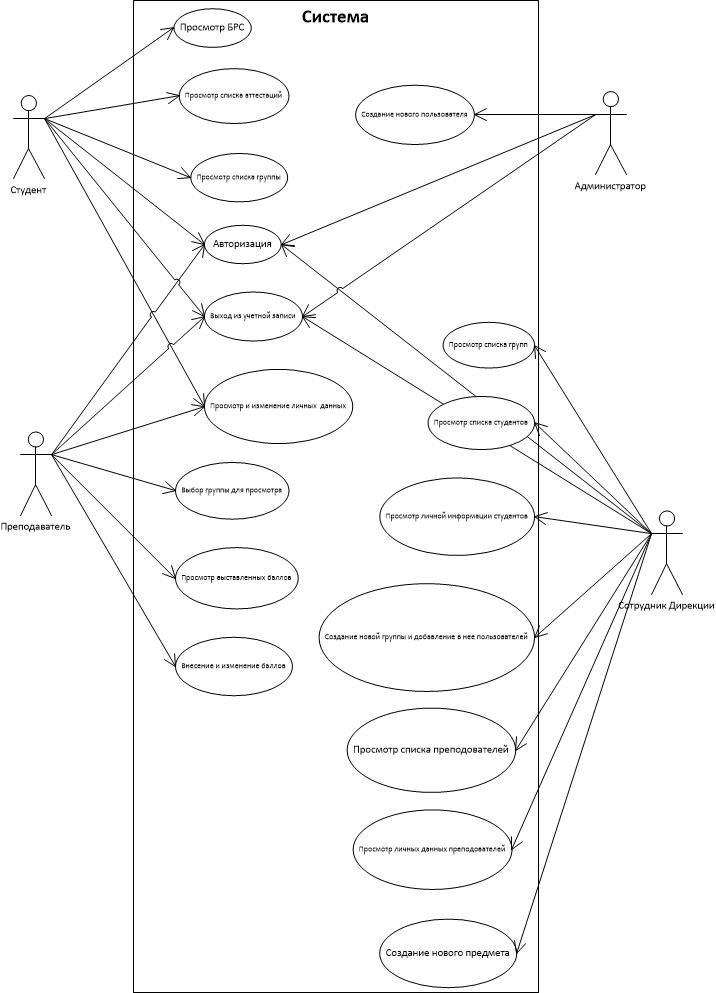 Система
Просмотр БРС
Просмотр списка аттестаций
Создание нового пользователя
Просмотр списка группы
Студент
Администратор
Авторизация
Выход из учетной записи
Просмотр списка групп
Просмотр и изменение личных данных
Просмотр списка студентов
Выбор группы для просмотра
Преподаватель
Просмотр личной информации студентов
Просмотр выставленных баллов
Сотрудник Дирекции
Создание новой группы и добавление в нее пользователей
Внесение и изменение баллов
Просмотр списка преподователей
Просмотр личных данных преподователей
Создание нового предмета